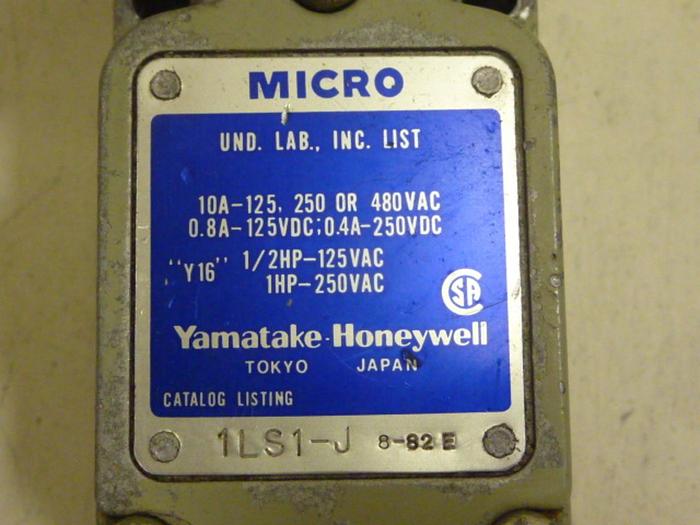 MICRO
UND. LAB., INC. LIST
10A-125, 250 OR 480VAC
0.8A-125VDC;0.4A-250VDC
"Y16" 1/2HP-125VAC
1HP-250VAC
SA
Yamatake-Honeywell
TOKYO JAPAN
CATALOG LISTING
1LS1-J 8-82 E